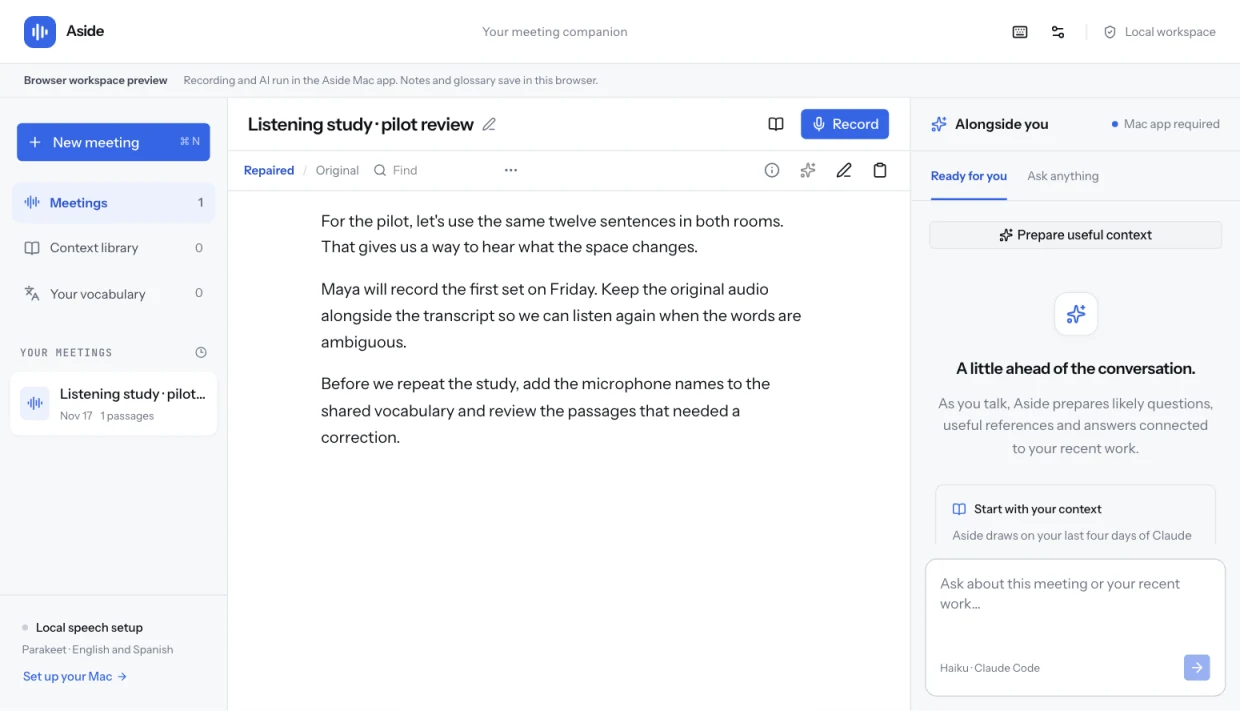 Aside
Your meeting companion
Local workspace
Browser workspace preview Recording and AI run in the Aside Mac app. Notes and glossary save in this browser.
+ New meeting ⌘ N
Meetings 1
Context library 0
Your vocabulary 0
YOUR MEETINGS
Listening study · pilot...
Nov 17 1 passages
Local speech setup
Parakeet · English and Spanish
Set up your Mac →
Listening study · pilot review
Record
Repaired / Original Find ...
For the pilot, let's use the same twelve sentences in both rooms.
That gives us a way to hear what the space changes.
Maya will record the first set on Friday. Keep the original audio
alongside the transcript so we can listen again when the words are
ambiguous.
Before we repeat the study, add the microphone names to the
shared vocabulary and review the passages that needed a
correction.
Alongside you
Mac app required
Ready for you Ask anything
Prepare useful context
A little ahead of the conversation.
As you talk, Aside prepares likely questions,
useful references and answers connected
to your recent work.
Start with your context
Aside draws on your last four days of Claude
Ask about this meeting or your recent
work...
Haiku · Claude Code